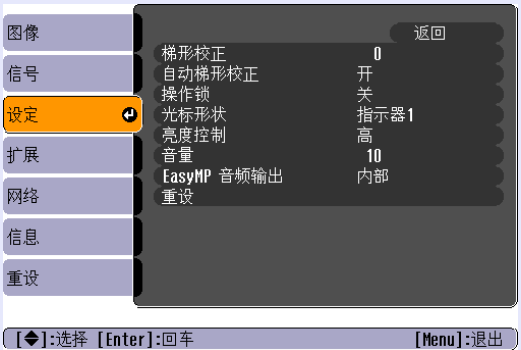 图像
信号
设定
扩展
网络
信息
重设
返回
梯形校正 0
自动梯形校正 开
操作锁 关
光标形状 指示器1
亮度控制 高
音量 10
EasyMP 音频输出 内部
重设
[◆]:选择 [Enter]:回车 [Menu]:退出